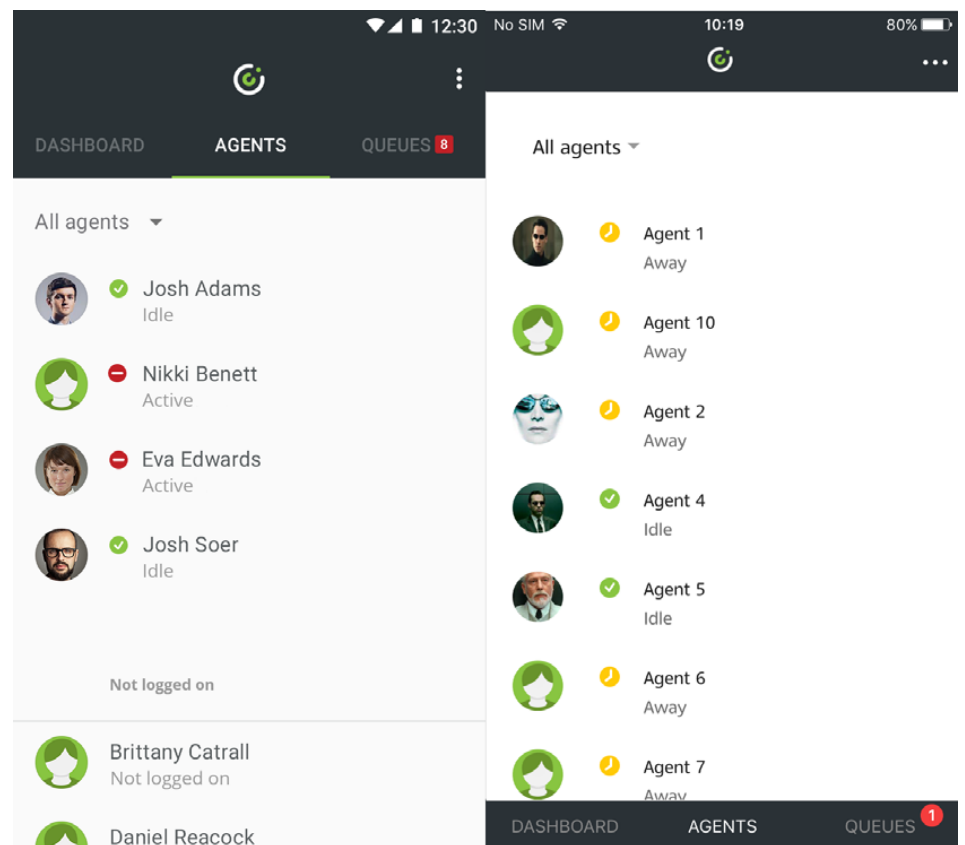 12:30
DASHBOARD AGENTS QUEUES 8
All agents
Josh Adams
Idle
Nikki Benett
Active
Eva Edwards
Active
Josh Soer
Idle
Not logged on
Brittany Catrall
Not logged on
Daniel Reacock
No SIM 10:19 80%
All agents
Agent 1
Away
Agent 10
Away
Agent 2
Away
Agent 4
Idle
Agent 5
Idle
Agent 6
Away
Agent 7
Away
DASHBOARD AGENTS QUEUES 1